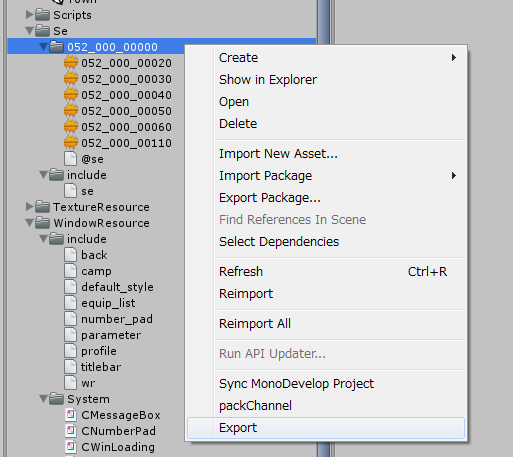 Scripts
Se
052_000_00000
052_000_00020
052_000_00030
052_000_00040
052_000_00050
052_000_00060
052_000_00110
@se
include
se
TextureResource
WindowResource
include
back
camp
default_style
equip_list
number_pad
parameter
profile
titlebar
wr
System
CMessageBox
CNumberPad
CWinLoading
Create
Show in Explorer
Open
Delete
Import New Asset...
Import Package
Export Package...
Find References In Scene
Select Dependencies
Refresh Ctrl+R
Reimport
Reimport All
Run API Updater...
Sync MonoDevelop Project
packChannel
Export